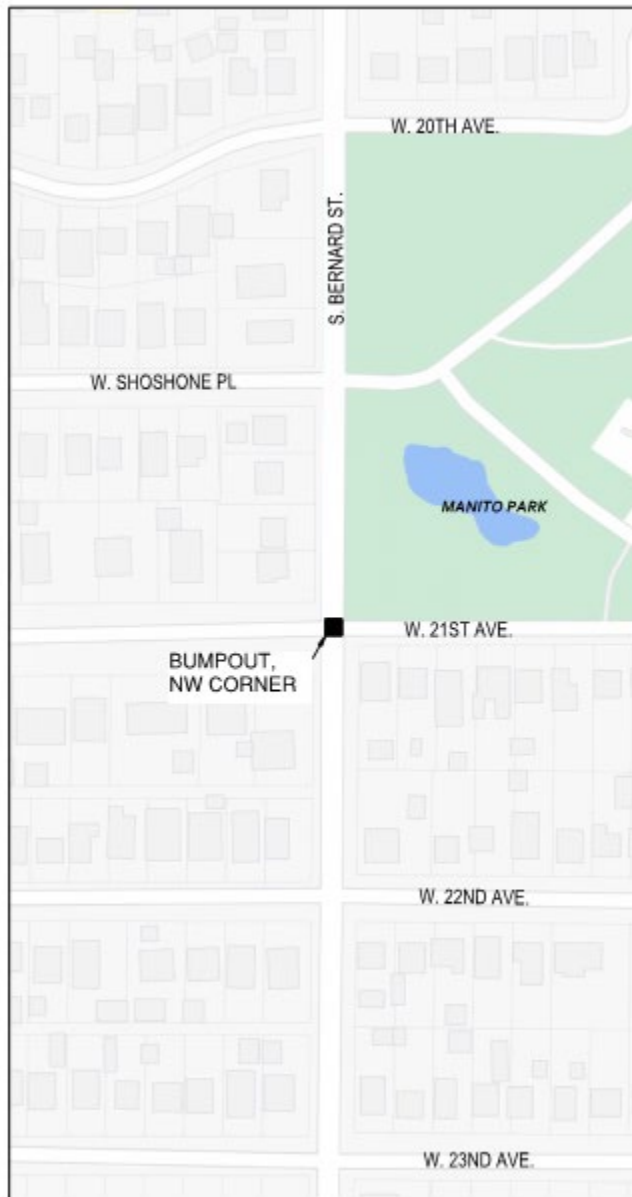 W. 20TH AVE.
S. BERNARD ST.
W. SHOSHONE PL
MANITO PARK
W. 21ST AVE.
BUMPOUT,
NW CORNER
W. 22ND AVE.
W. 23ND AVE.